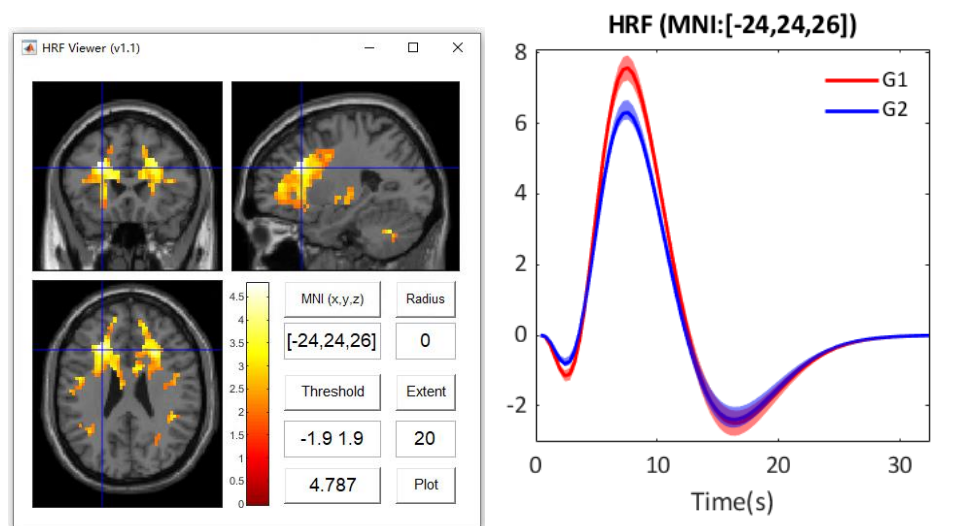 HRF Viewer (v1.1)
4.5
4
3.5
3
2.5
2
1.5
1
0.5
0
MNI (x,y,z) Radius
[-24,24,26] 0
Threshold Extent
-1.9 1.9 20
4.787 Plot
HRF (MNI:[-24,24,26])
G1
G2
8
6
4
2
0
-2
0 10 20 30
Time(s)